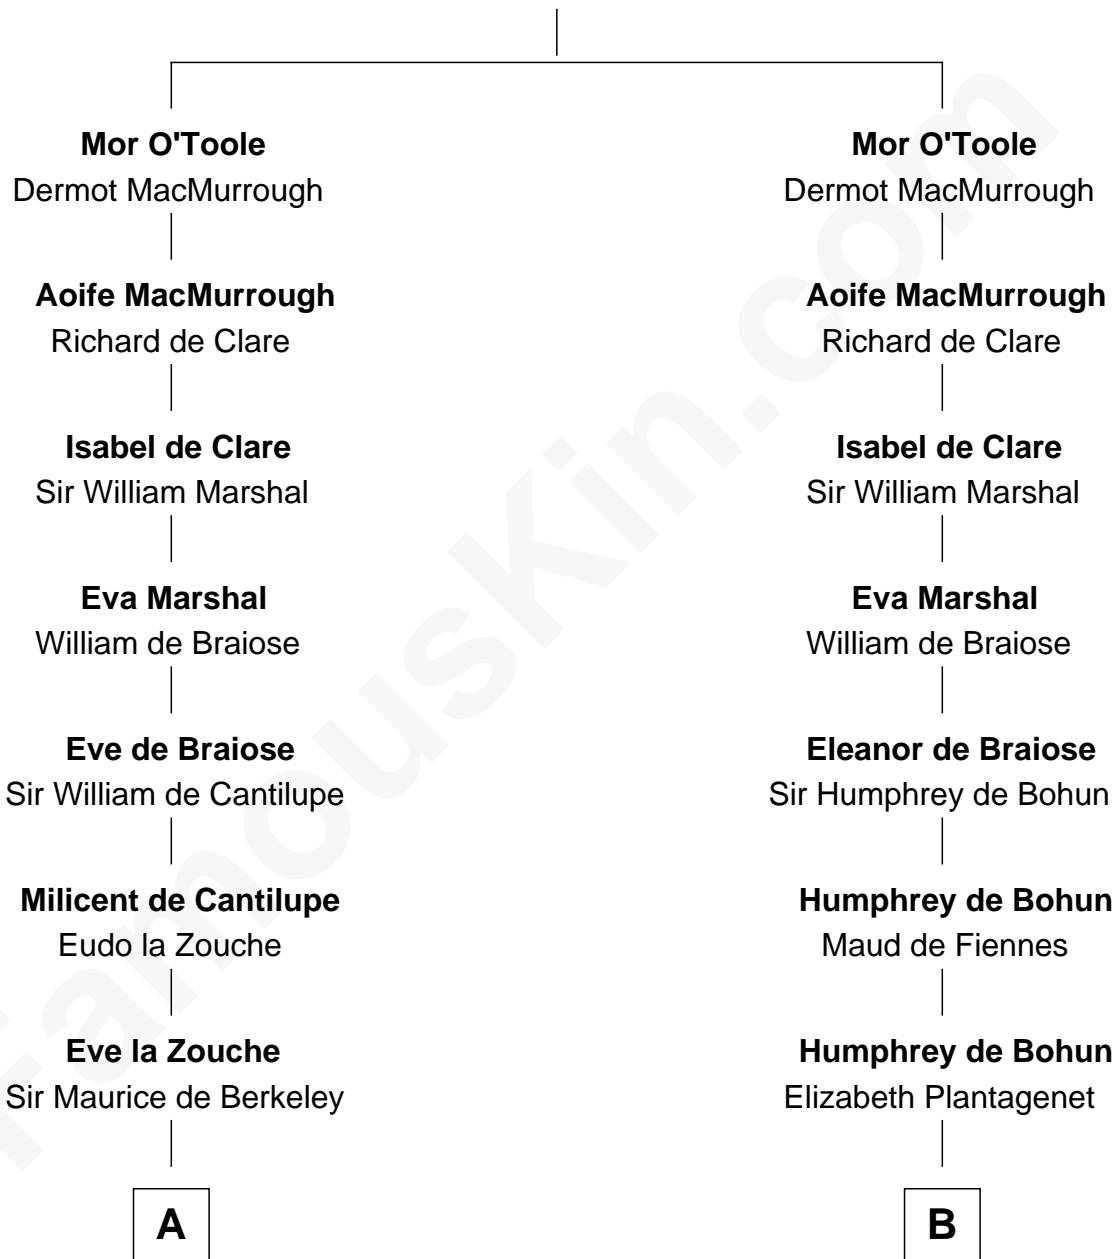 Mor O'Toole
Dermot MacMurrough
Aoife MacMurrough
Richard de Clare
Isabel de Clare
Sir William Marshal
Eva Marshal
William de Braiose
Eve de Braiose
Sir William de Cantilupe
Milicent de Cantilupe
Eudo la Zouche
Eve la Zouche
Sir Maurice de Berkeley
A
Mor O'Toole
Dermot MacMurrough
Aoife MacMurrough
Richard de Clare
Isabel de Clare
Sir William Marshal
Eva Marshal
William de Braiose
Eleanor de Braiose
Sir Humphrey de Bohun
Humphrey de Bohun
Maud de Fiennes
Humphrey de Bohun
Elizabeth Plantagenet
B
FamousKin.com